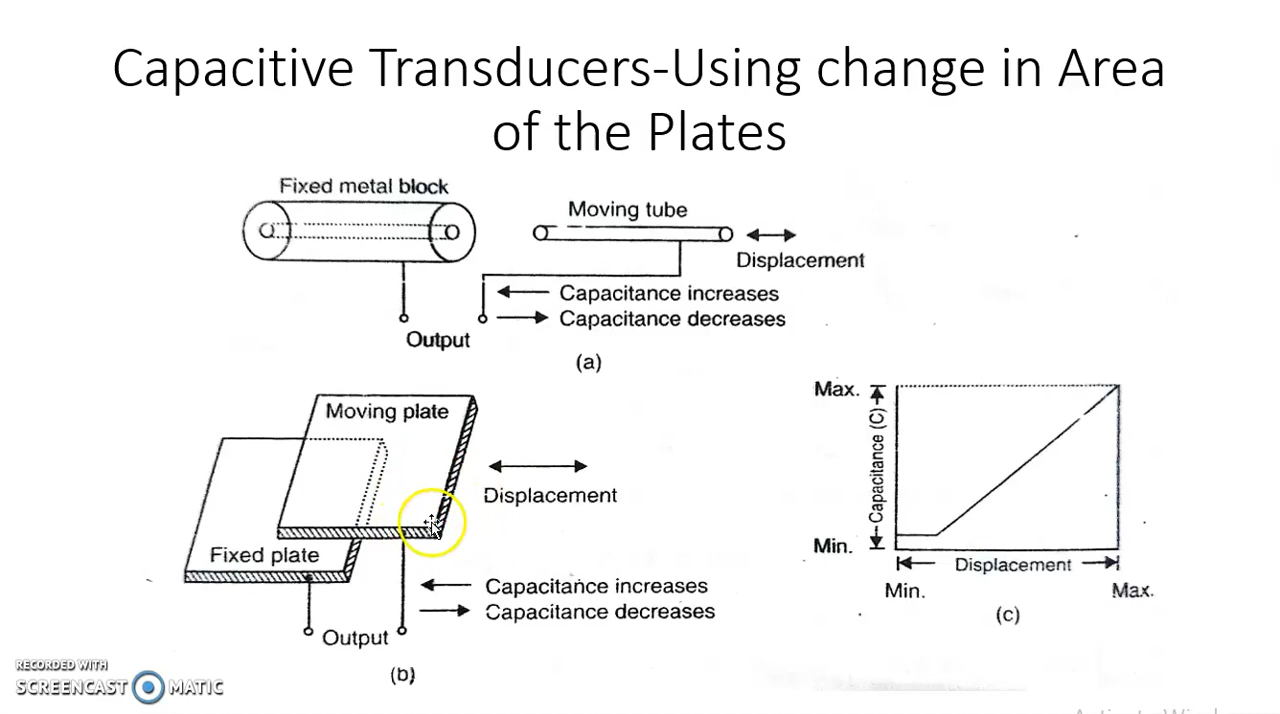 Capacitive Transducers-Using change in Area
of the Plates
Fixed metal block
Moving tube
Displacement
Capacitance increases
Capacitance decreases
Output
(a)
Moving plate
Displacement
Fixed plate
Capacitance increases
Capacitance decreases
Output
(b)
Max.
Capacitance (C)
Min.
Displacement
Min.
Max.
(c)
RECORDED WITH
SCREENCAST MATIC